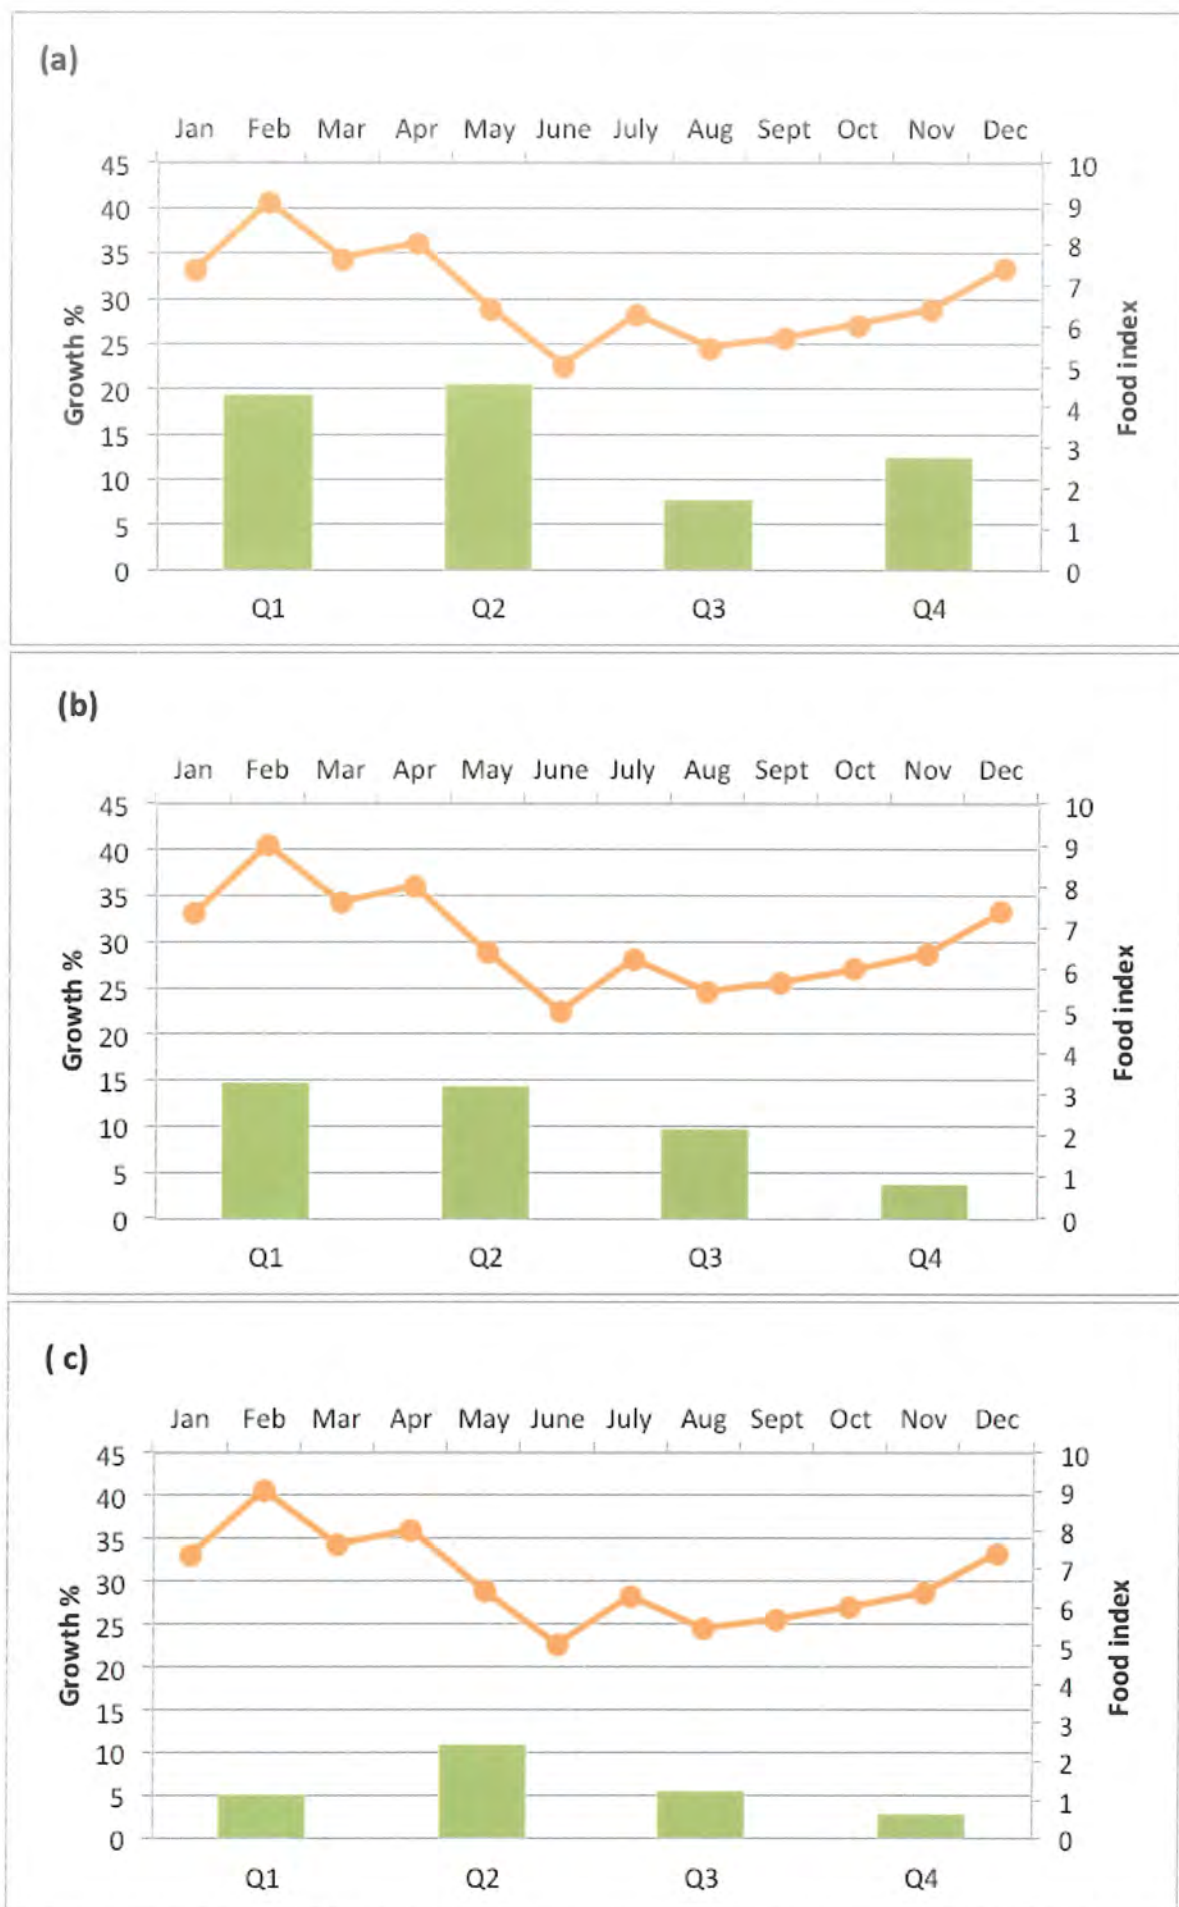 (a)
Jan Feb Mar Apr May June July Aug Sept Oct Nov Dec
45 10
40 9
35 8
30 7
25 6
20 5
15 4
10 3
5 2
0 1
0
Growth %
Food index
Q1 Q2 Q3 Q4
(b)
Jan Feb Mar Apr May June July Aug Sept Oct Nov Dec
45 10
40 9
35 8
30 7
25 6
20 5
15 4
10 3
5 2
0 1
0
Growth %
Food index
Q1 Q2 Q3 Q4
( c)
Jan Feb Mar Apr May June July Aug Sept Oct Nov Dec
45 10
40 9
35 8
30 7
25 6
20 5
15 4
10 3
5 2
0 1
0
Growth %
Food index
Q1 Q2 Q3 Q4